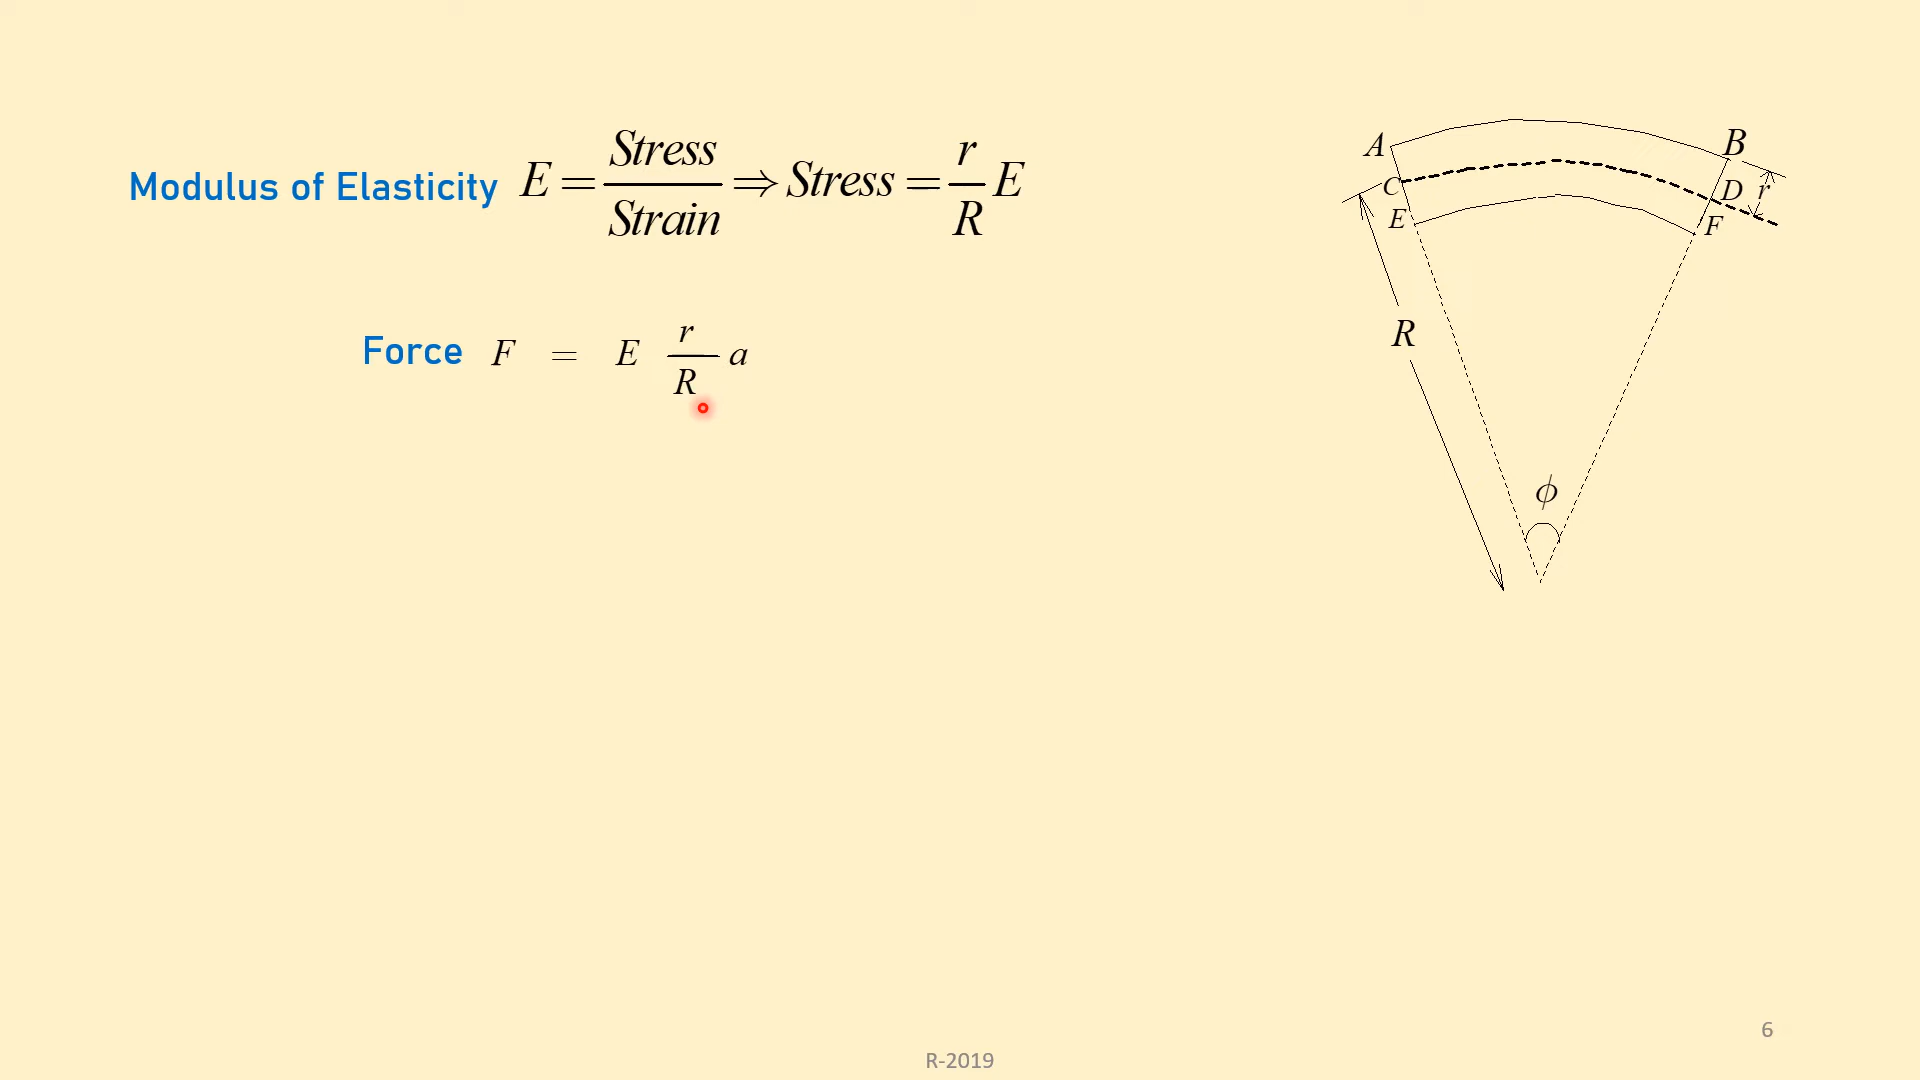 Modulus of Elasticity E = Stress / Strain ⇒ Stress = r / R E
Force F = E r / R a
A
B
C
D
r
E
F
R
ϕ
6
R-2019